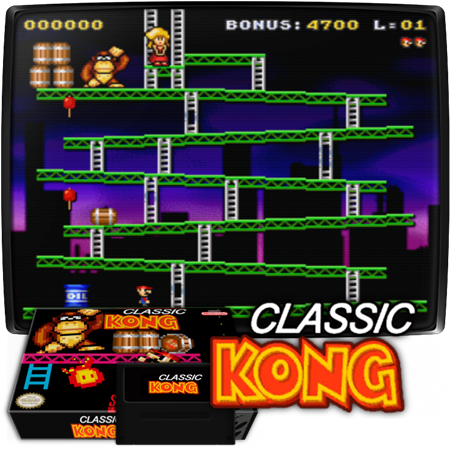 000000 BONUS:4700 L=01
OIL
CLASSIC
KONG
CLASSIC
KONG
CLASSIC
KONG
CLASSIC
KONG